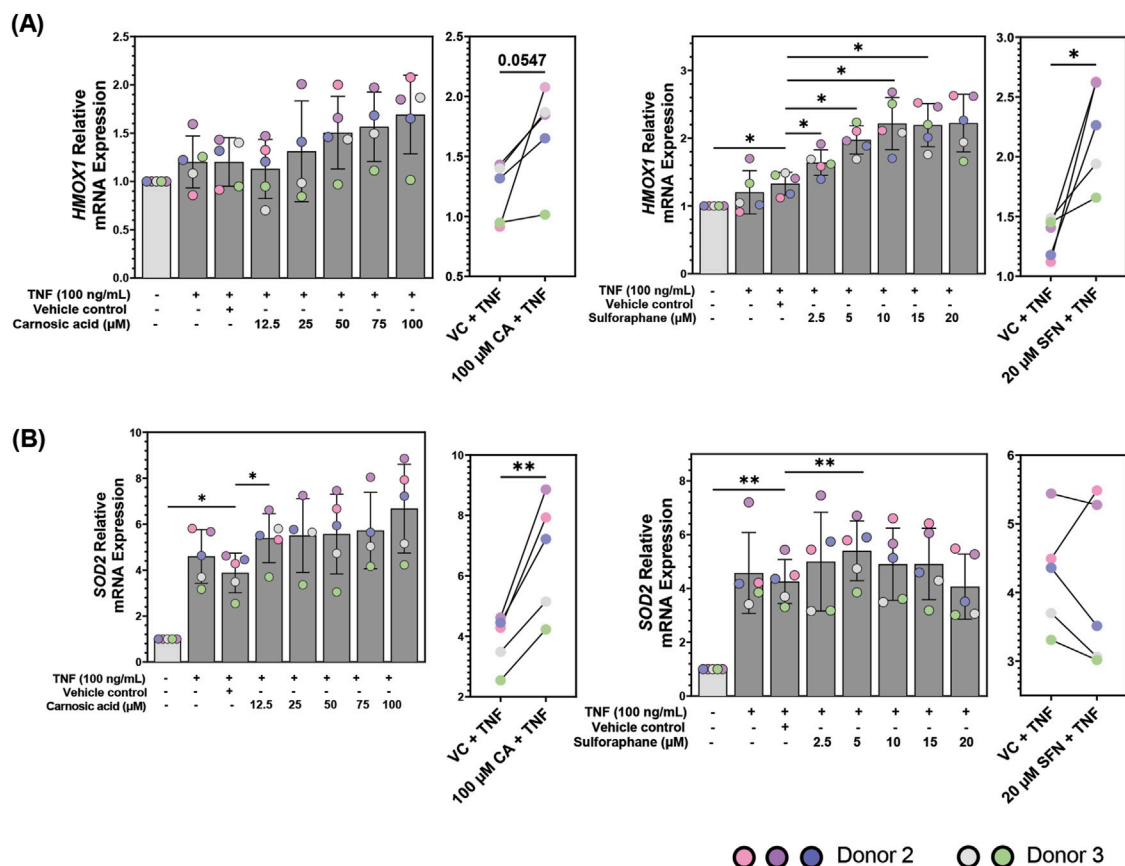 (A)
HMOX1 Relative
mRNA Expression
2.5
2.0
1.5
1.0
0.5
0.0
TNF (100 ng/mL) - + + + + + + +
Vehicle control - - +
Carnosic acid (µM) - - - 12.5 25 50 75 100
2.5
2.0
1.5
1.0
0.5
0.0547
VC + TNF
100 µM CA + TNF
HMOX1 Relative
mRNA Expression
3
2
1
0
* * * * *
TNF (100 ng/mL) - + + + + + + +
Vehicle control - - +
Sulforaphane (µM) - - - 2.5 5 10 15 20
3.0
2.5
2.0
1.5
1.0
*
VC + TNF
20 µM SFN + TNF
(B)
SOD2 Relative
mRNA Expression
10
8
6
4
2
0
* *
TNF (100 ng/mL) - + + + + + + +
Vehicle control - - +
Carnosic acid (µM) - - - 12.5 25 50 75 100
10
8
6
4
2
**
VC + TNF
100 µM CA + TNF
SOD2 Relative
mRNA Expression
8
6
4
2
0
** **
TNF (100 ng/mL) - + + + + + + +
Vehicle control - - +
Sulforaphane (µM) - - - 2.5 5 10 15 20
6
5
4
3
VC + TNF
20 µM SFN + TNF
Donor 2
Donor 3